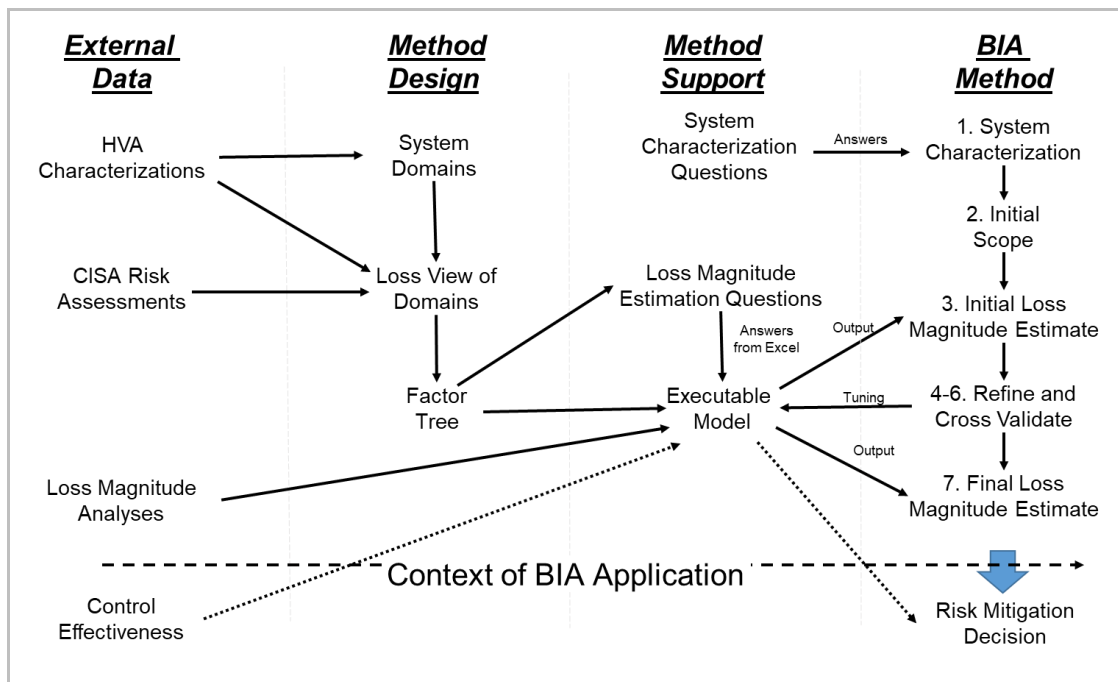 External
Data
Method
Design
Method
Support
BIA
Method
HVA
Characterizations
System
Domains
System
Characterization
Questions
Answers
1. System
Characterization
2. Initial
Scope
CISA Risk
Assessments
Loss View of
Domains
Loss Magnitude
Estimation Questions
Answers
from Excel
Output
3. Initial Loss
Magnitude Estimate
Factor
Tree
Executable
Model
Tuning
4-6. Refine and
Cross Validate
Output
Loss Magnitude
Analyses
7. Final Loss
Magnitude Estimate
Context of BIA Application
Control
Effectiveness
Risk Mitigation
Decision